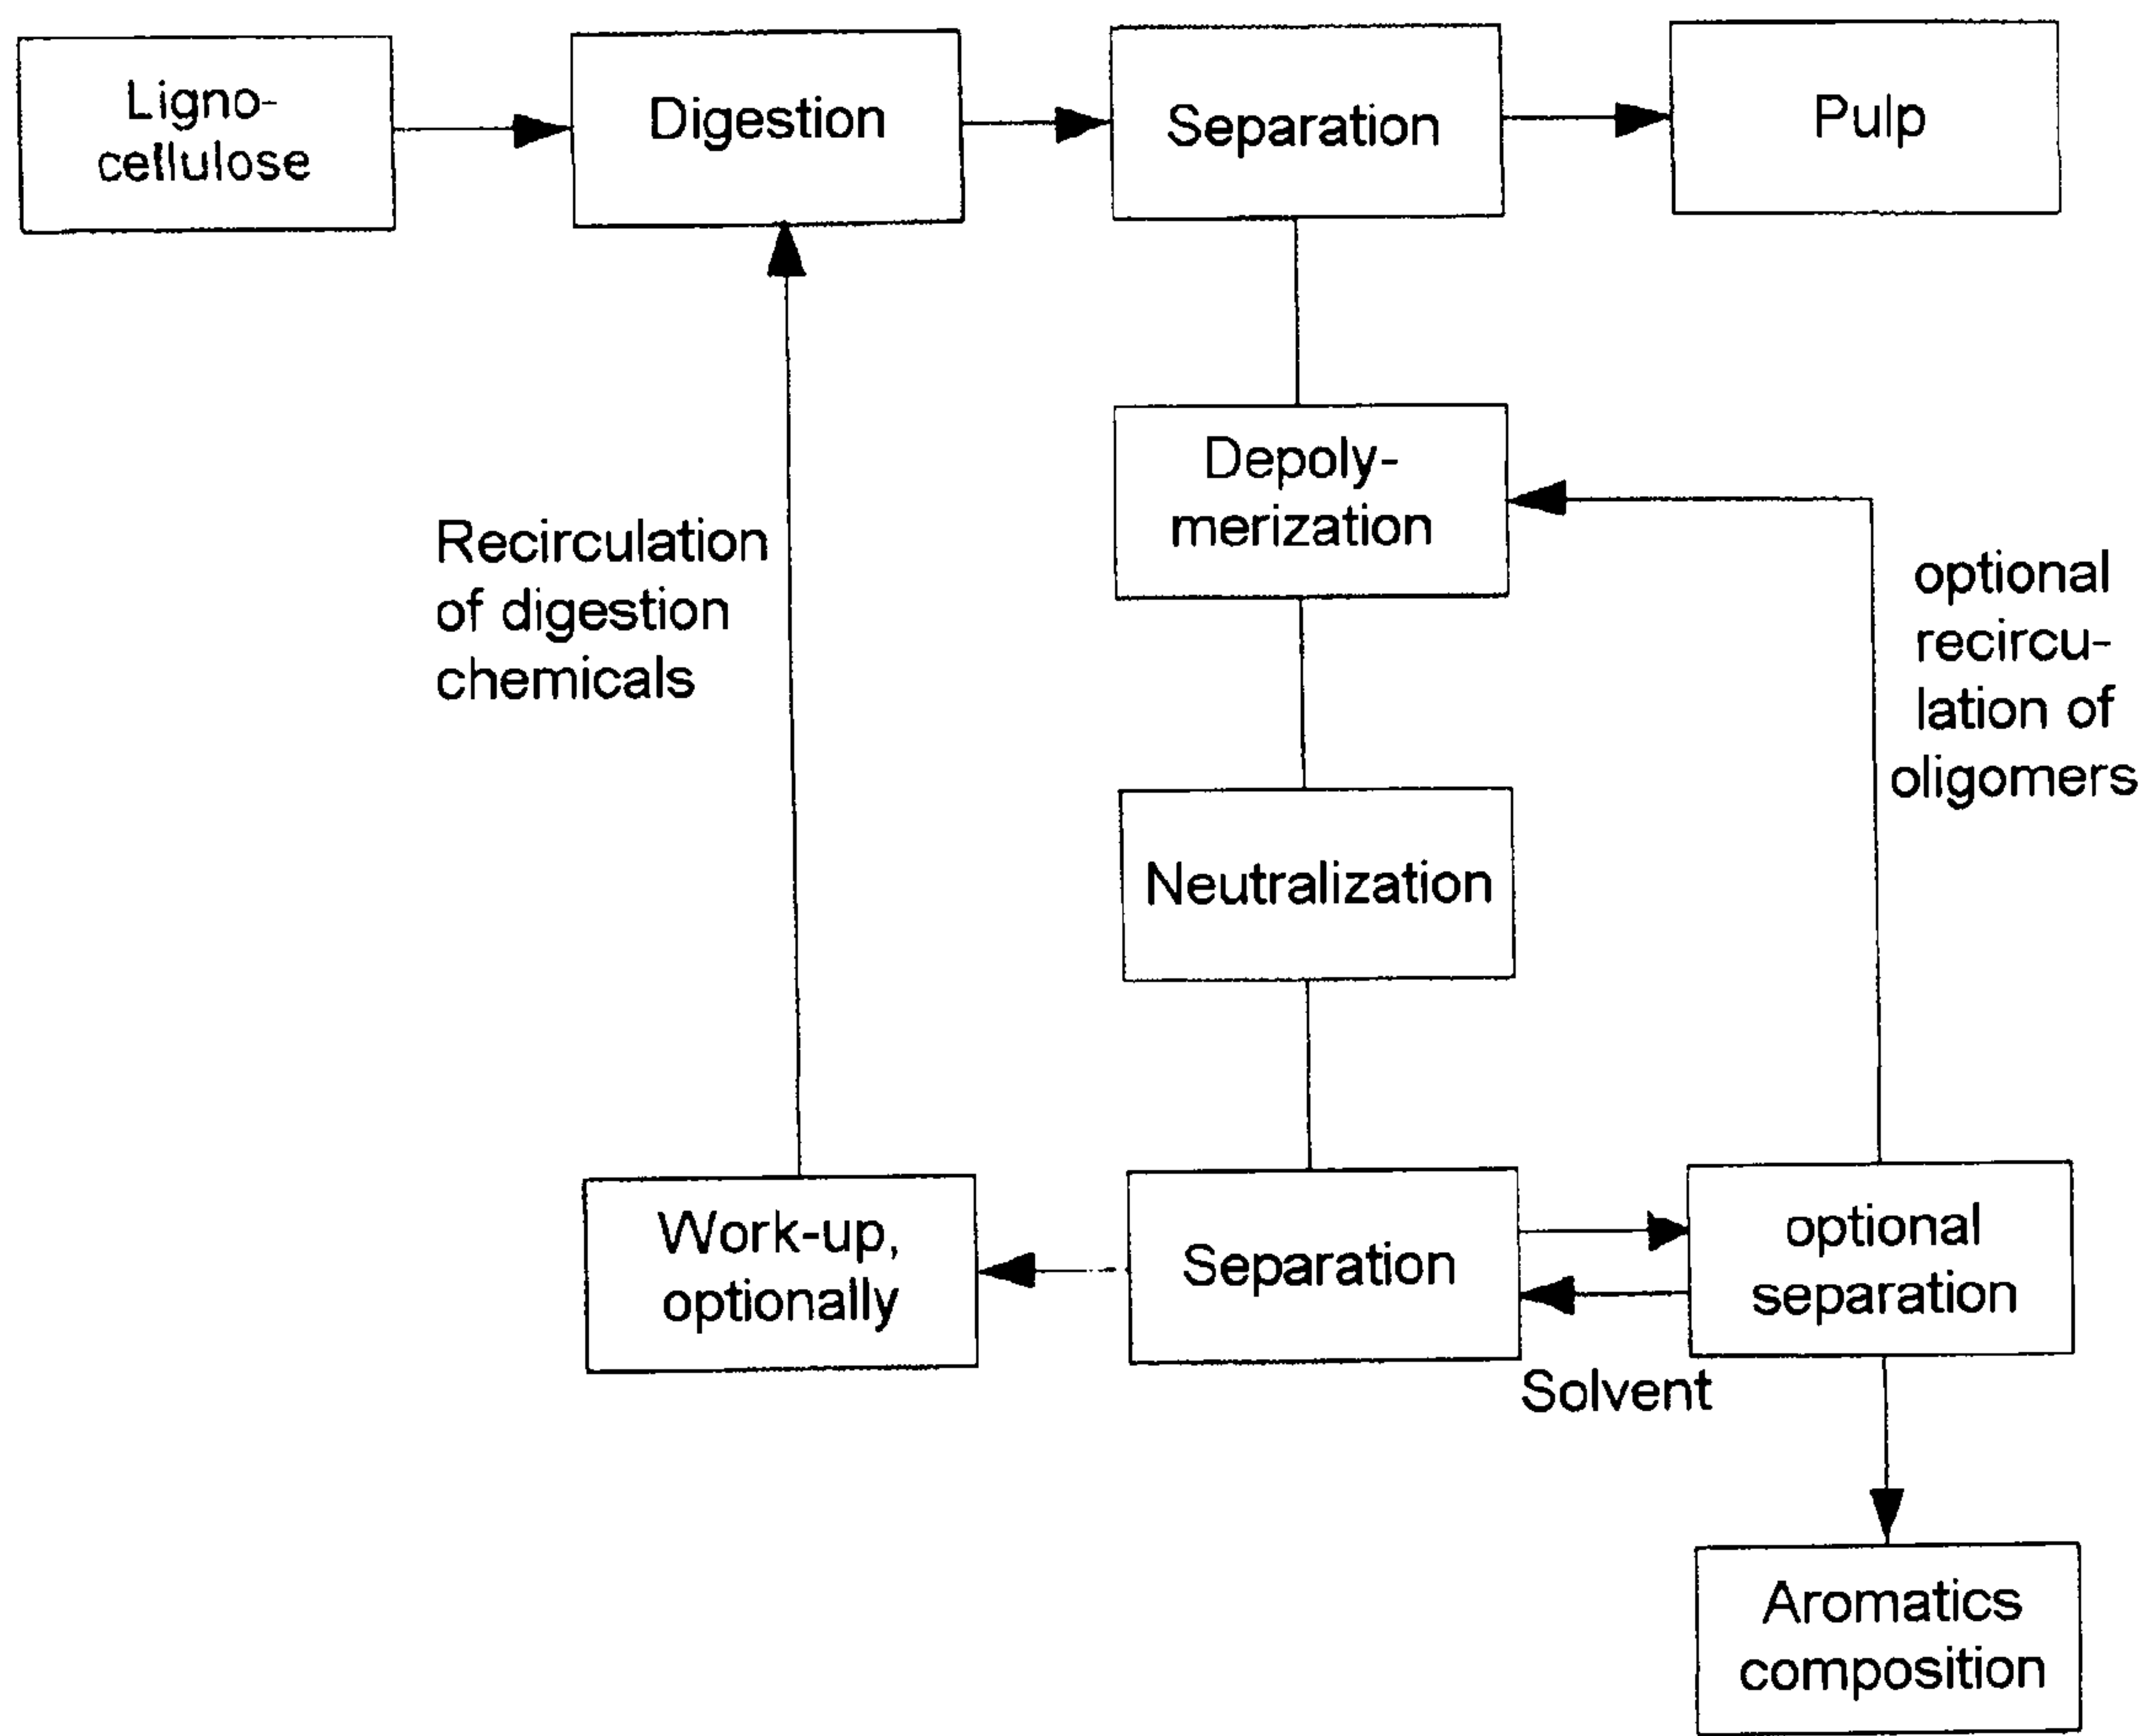 Ligno-
cellulose
Digestion
Separation
Pulp
Depoly-
merization
Recirculation
of digestion
chemicals
optional
recircu-
lation of
oligomers
Neutralization
Work-up,
optionally
Separation
optional
separation
Solvent
Aromatics
composition